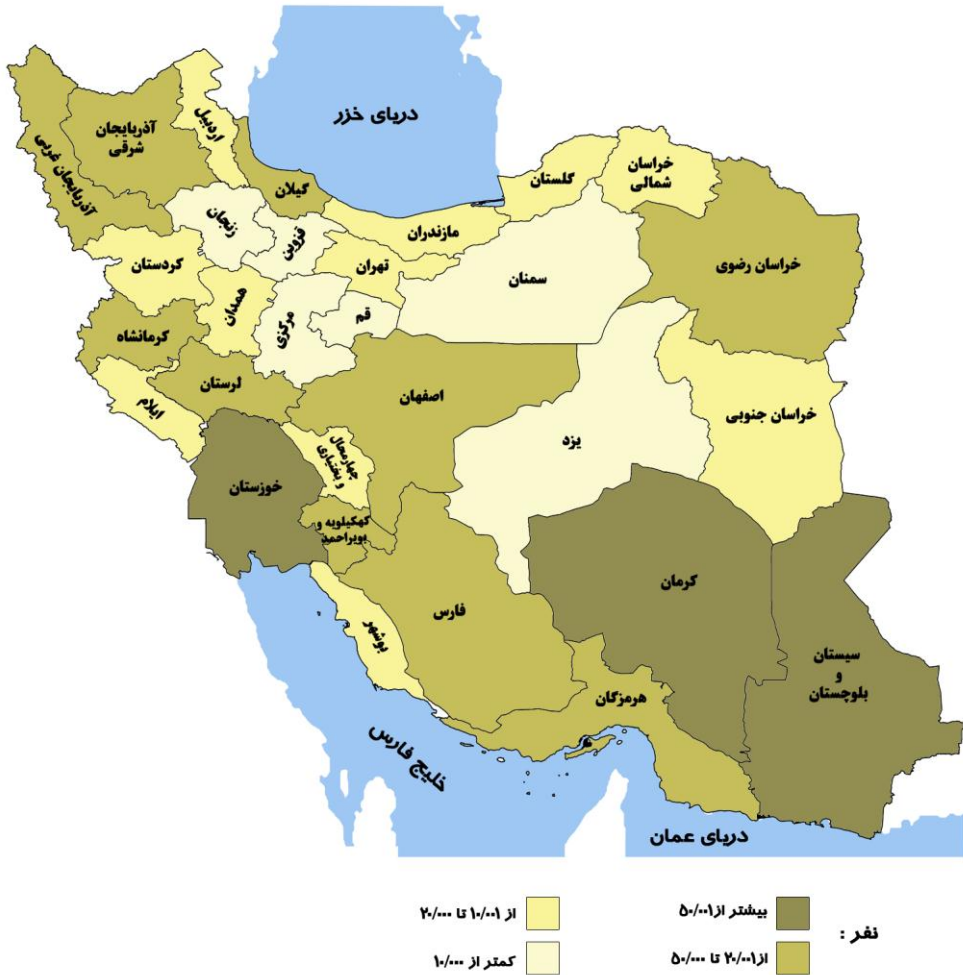 دریای خزر
آذربایجان
شرقی
اردبیل
آذربایجان غربی
گیلان
خراسان
شمالی
گلستان
زنجان
قزوین
مازندران
تهران
سمنان
خراسان رضوی
کردستان
همدان
مرکزی
قم
کرمانشاه
لرستان
اصفهان
ایلام
چهارمحال
و بختیاری
یزد
خراسان جنوبی
خوزستان
کهکیلویه و
بویراحمد
کرمان
فارس
بوشهر
سیستان
و
بلوچستان
هرمزگان
خلیج فارس
دریای عمان
نفر :
بیشتر از ۵۰/۰۰۱
از ۲۰/۰۰۱ تا ۵۰/۰۰۰
از ۱۰/۰۰۱ تا ۲۰/۰۰۰
کمتر از ۱۰/۰۰۰